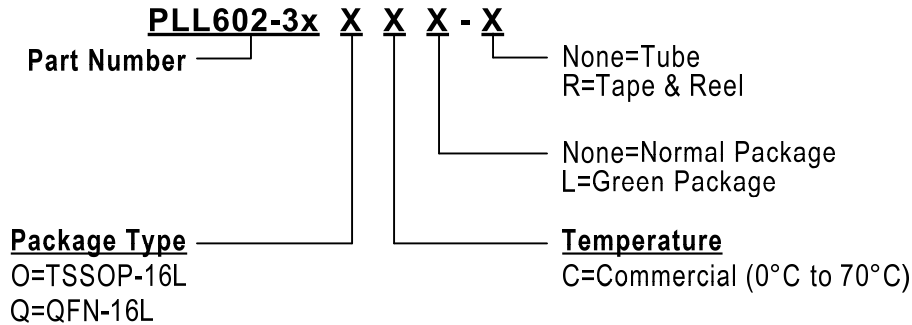 PLL602-3x X X X - X
Part Number
None=Tube
R=Tape & Reel
None=Normal Package
L=Green Package
Package Type
O=TSSOP-16L
Q=QFN-16L
Temperature
C=Commercial (0°C to 70°C)